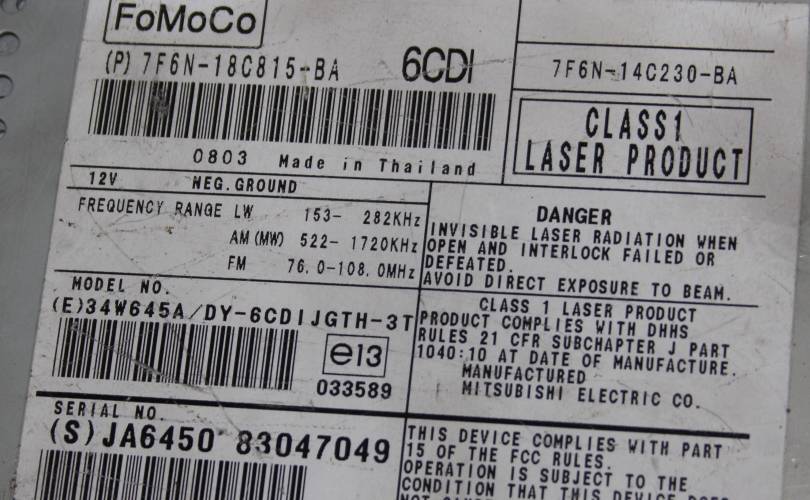 FoMoCo
(P) 7F6N-18C815-BA 6CDI
7F6N-14C230-BA
CLASS1
LASER PRODUCT
0803 Made in Thailand
12V NEG. GROUND
FREQUENCY RANGE LW 153- 282KHz
AM (MW) 522- 1720KHz
FM 76.0-108.0MHz
DANGER
INVISIBLE LASER RADIATION WHEN
OPEN AND INTERLOCK FAILED OR
DEFEATED.
AVOID DIRECT EXPOSURE TO BEAM.
MODEL NO.
(E)34W645A/DY-6CDIJGTH-3T
e13
033589
CLASS 1 LASER PRODUCT
PRODUCT COMPLIES WITH DHHS
RULES 21 CFR SUBCHAPTER J PART
1040:10 AT DATE OF MANUFACTURE.
MANUFACTURED
MITSUBISHI ELECTRIC CO.
SERIAL NO.
(S)JA6450 83047049
THIS DEVICE COMPLIES WITH PART
15 OF THE FCC RULES.
OPERATION IS SUBJECT TO THE
CONDITION THAT THIS DEVICE DOES